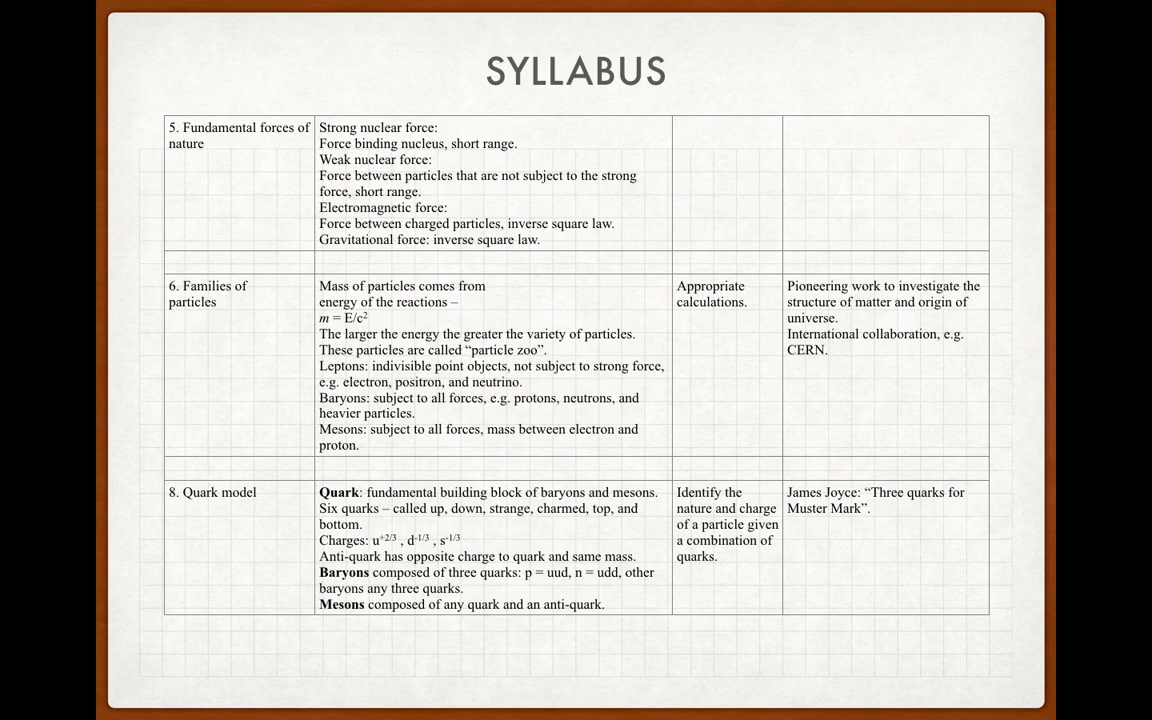 SYLLABUS
5. Fundamental forces of
nature
Strong nuclear force:
Force binding nucleus, short range.
Weak nuclear force:
Force between particles that are not subject to the strong
force, short range.
Electromagnetic force:
Force between charged particles, inverse square law.
Gravitational force: inverse square law.
6. Families of
particles
Mass of particles comes from
energy of the reactions –
m = E/c²
The larger the energy the greater the variety of particles.
These particles are called “particle zoo”.
Leptons: indivisible point objects, not subject to strong force,
e.g. electron, positron, and neutrino.
Baryons: subject to all forces, e.g. protons, neutrons, and
heavier particles.
Mesons: subject to all forces, mass between electron and
proton.
Appropriate
calculations.
Pioneering work to investigate the
structure of matter and origin of
universe.
International collaboration, e.g.
CERN.
8. Quark model
Quark: fundamental building block of baryons and mesons.
Six quarks – called up, down, strange, charmed, top, and
bottom.
Charges: u⁺²ᐟ³ , d⁻¹ᐟ³ , s⁻¹ᐟ³
Anti-quark has opposite charge to quark and same mass.
Baryons composed of three quarks: p = uud, n = udd, other
baryons any three quarks.
Mesons composed of any quark and an anti-quark.
Identify the
nature and charge
of a particle given
a combination of
quarks.
James Joyce: “Three quarks for
Muster Mark”.